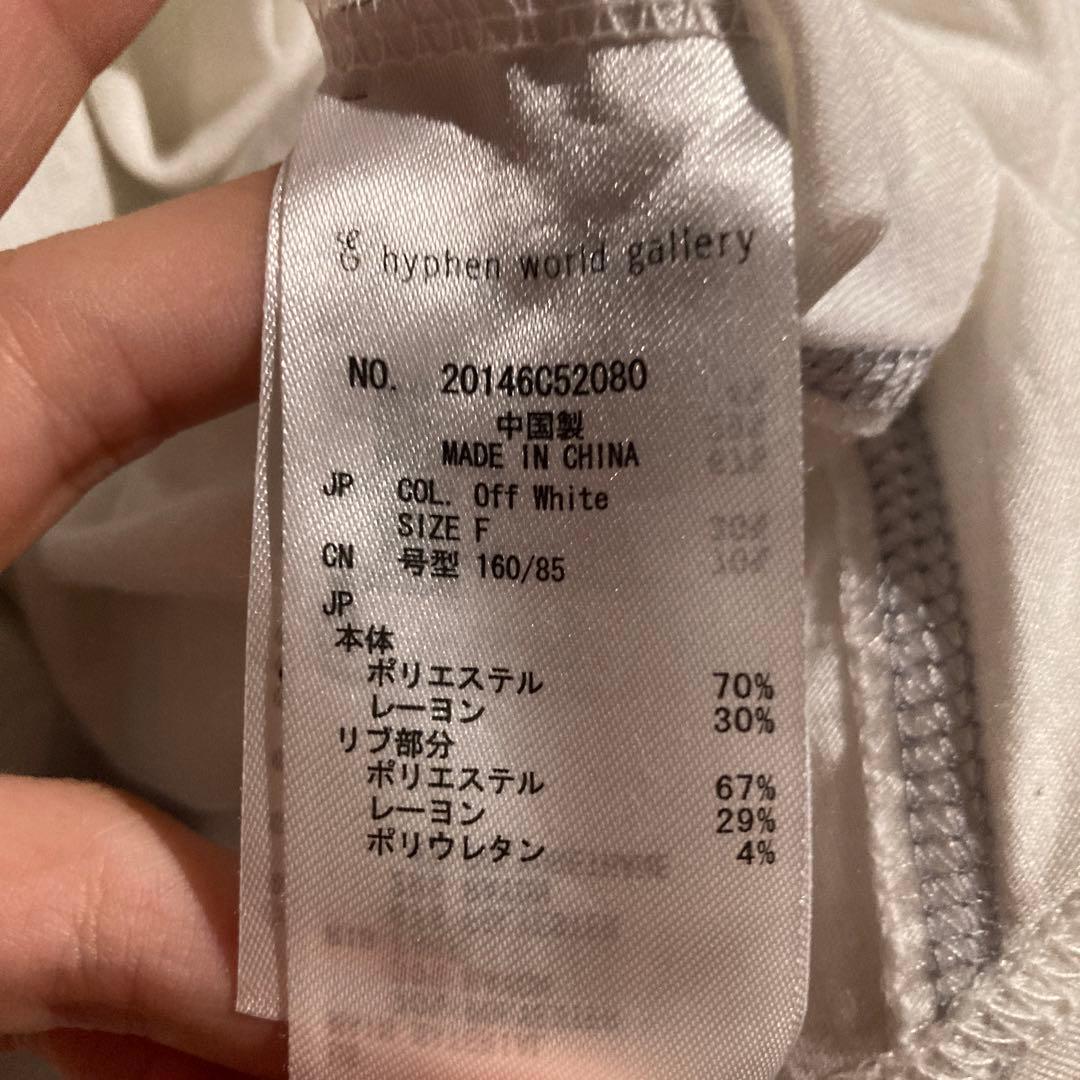 hyphen world gallery
NO. 20146C52080
中国製
MADE IN CHINA
JP COL. Off White
SIZE F
CN 号型 160/85
JP
本体
ポリエステル 70%
レーヨン 30%
リブ部分
ポリエステル 67%
レーヨン 29%
ポリウレタン 4%